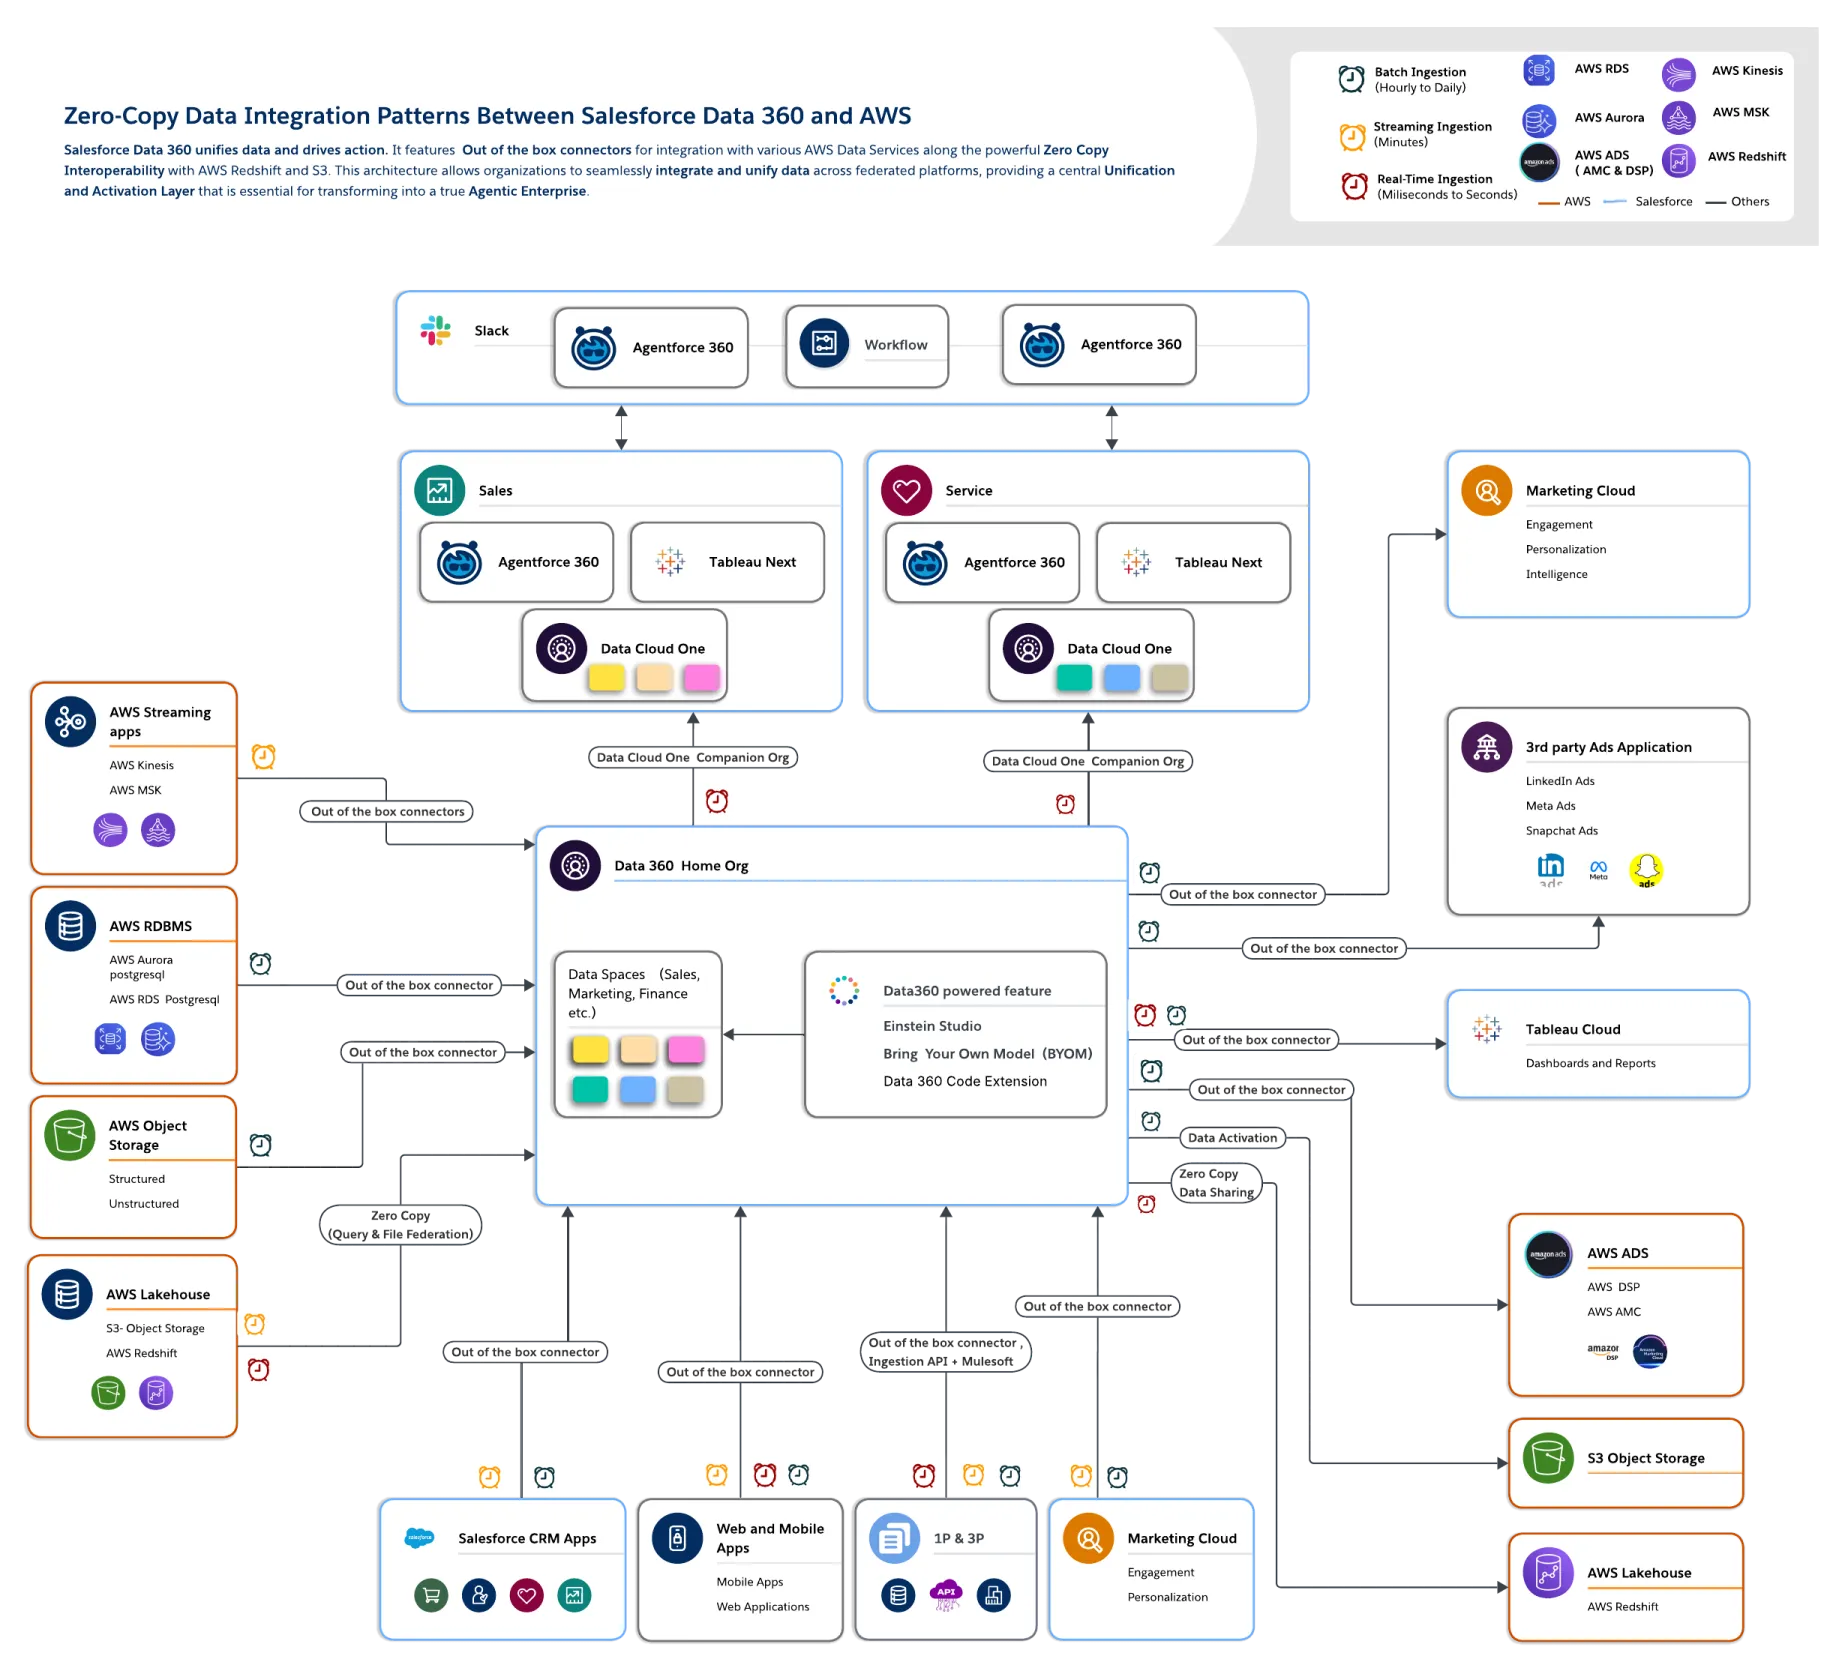 Zero-Copy Data Integration Patterns Between Salesforce Data 360 and AWS
Salesforce Data 360 unifies data and drives action. It features Out of the box connectors for integration with various AWS Data Services along the powerful Zero Copy
Interoperability with AWS Redshift and S3. This architecture allows organizations to seamlessly integrate and unify data across federated platforms, providing a central Unification
and Activation Layer that is essential for transforming into a true Agentic Enterprise.
Batch Ingestion
(Hourly to Daily)
Streaming Ingestion
(Minutes)
Real-Time Ingestion
(Miliseconds to Seconds)
AWS RDS
AWS Aurora
amazon ads
AWS ADS
( AMC & DSP)
AWS Kinesis
AWS MSK
AWS Redshift
AWS
Salesforce
Others
Slack
Agentforce 360
Workflow
Agentforce 360
Sales
Agentforce 360
Tableau Next
Data Cloud One
Service
Agentforce 360
Tableau Next
Data Cloud One
Marketing Cloud
Engagement
Personalization
Intelligence
Data Cloud One Companion Org
Data Cloud One Companion Org
AWS Streaming
apps
AWS Kinesis
AWS MSK
Out of the box connectors
3rd party Ads Application
LinkedIn Ads
Meta Ads
Snapchat Ads
in
ads
Meta
ads
Data 360 Home Org
Out of the box connector
Out of the box connector
AWS RDBMS
AWS Aurora
postgresql
AWS RDS Postgresql
Out of the box connector
Data Spaces (Sales,
Marketing, Finance
etc.)
Data360 powered feature
Einstein Studio
Bring Your Own Model (BYOM)
Data 360 Code Extension
Out of the box connector
Tableau Cloud
Dashboards and Reports
Out of the box connector
Out of the box connector
AWS Object
Storage
Structured
Unstructured
Data Activation
Zero Copy
Data Sharing
Zero Copy
(Query & File Federation)
AWS Lakehouse
S3- Object Storage
AWS Redshift
amazon ads
AWS ADS
AWS DSP
AWS AMC
amazon
DSP
Amazon
Marketing
Cloud
Out of the box connector
Out of the box connector
Out of the box connector
Out of the box connector ,
Ingestion API + Mulesoft
S3 Object Storage
salesforce
Salesforce CRM Apps
Web and Mobile
Apps
Mobile Apps
Web Applications
1P & 3P
API
Marketing Cloud
Engagement
Personalization
AWS Lakehouse
AWS Redshift